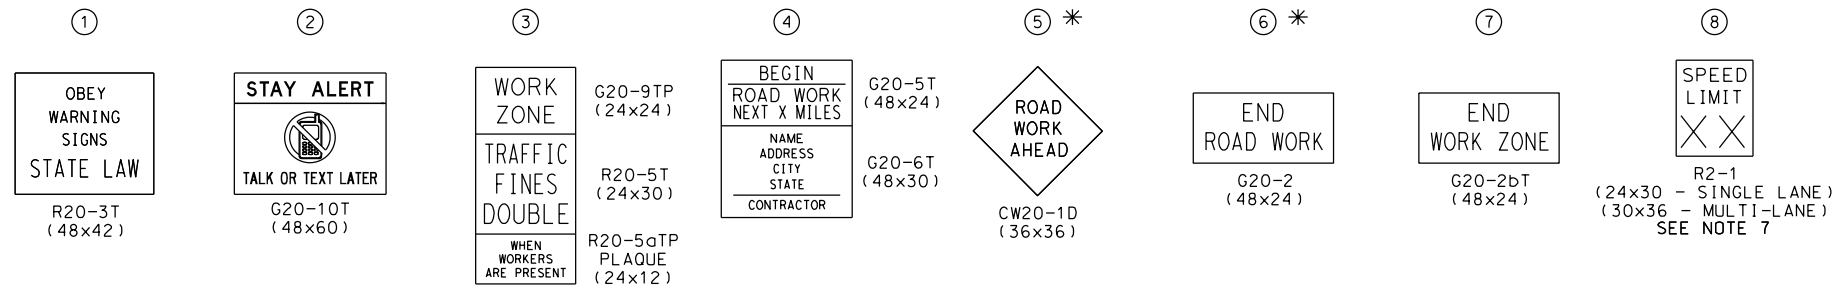 1
OBEY
WARNING
SIGNS
STATE LAW
R20-3T
(48x42)
2
STAY ALERT
TALK OR TEXT LATER
G20-10T
(48x60)
3
WORK
ZONE
G20-9TP
(24x24)
TRAFFIC
FINES
DOUBLE
R20-5T
(24x30)
WHEN
WORKERS
ARE PRESENT
R20-5aTP
PLAQUE
(24x12)
4
BEGIN
ROAD WORK
NEXT X MILES
G20-5T
(48x24)
NAME
ADDRESS
CITY
STATE
CONTRACTOR
G20-6T
(48x30)
5 *
ROAD
WORK
AHEAD
CW20-1D
(36x36)
6 *
END
ROAD WORK
G20-2
(48x24)
7
END
WORK ZONE
G20-2bT
(48x24)
8
SPEED
LIMIT
X X
R2-1
(24x30 - SINGLE LANE)
(30x36 - MULTI-LANE)
SEE NOTE 7